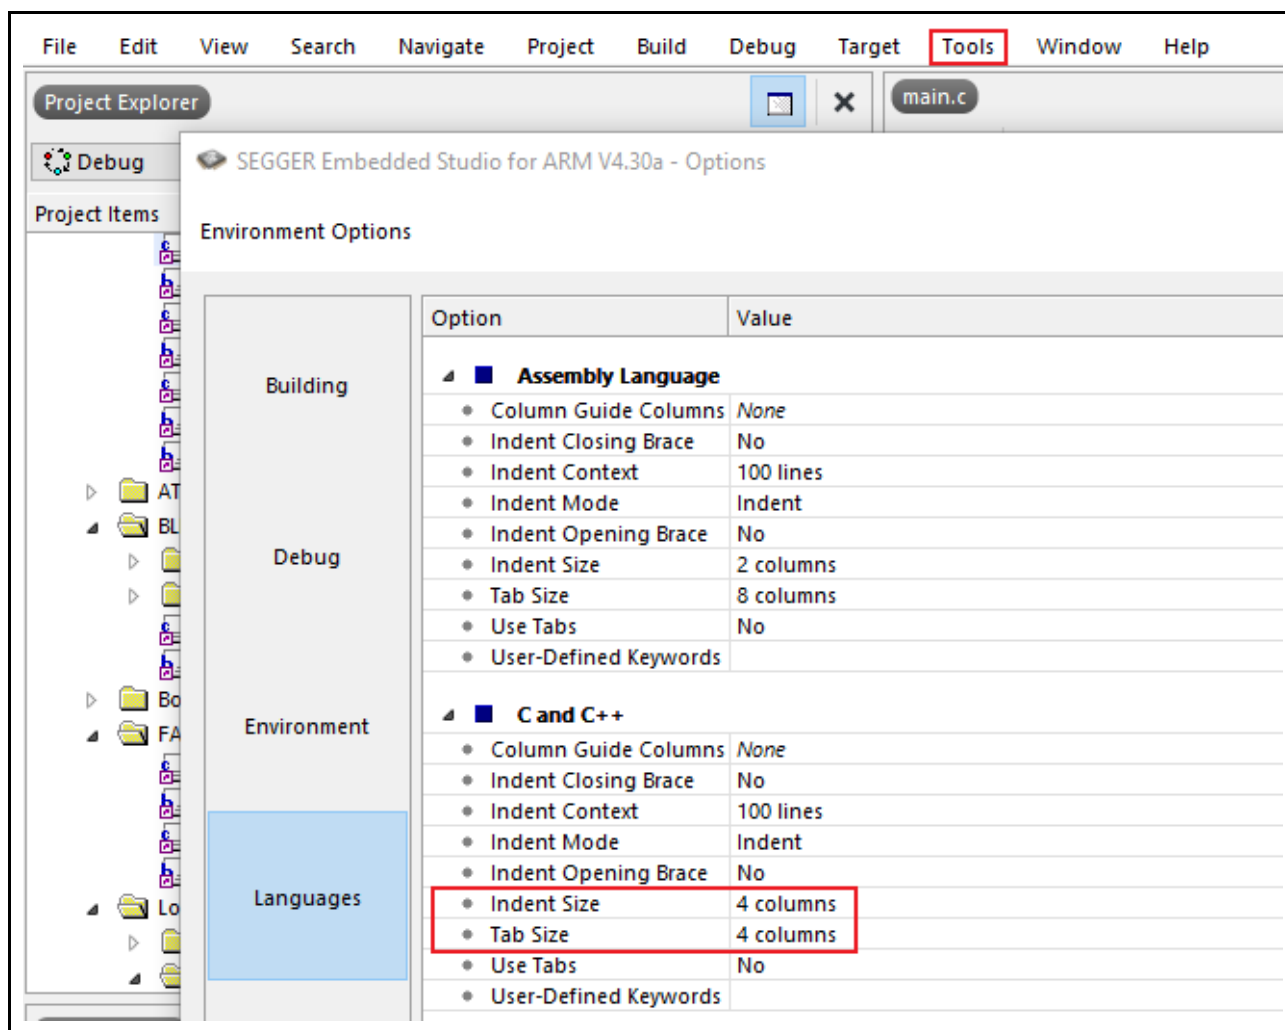 File Edit View Search Navigate Project Build Debug Target Tools Window Help
Project Explorer
main.c
Debug
SEGGER Embedded Studio for ARM V4.30a - Options
Project Items
Environment Options
AT
BL
Bo
FA
Lo
Building
Debug
Environment
Languages
Option Value
Assembly Language
Column Guide Columns None
Indent Closing Brace No
Indent Context 100 lines
Indent Mode Indent
Indent Opening Brace No
Indent Size 2 columns
Tab Size 8 columns
Use Tabs No
User-Defined Keywords
C and C++
Column Guide Columns None
Indent Closing Brace No
Indent Context 100 lines
Indent Mode Indent
Indent Opening Brace No
Indent Size 4 columns
Tab Size 4 columns
Use Tabs No
User-Defined Keywords